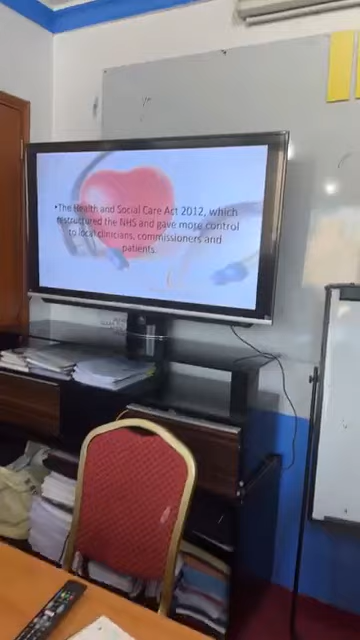 •The Health and Social Care Act 2012, which
restructured the NHS and gave more control
to local clinicians, commissioners and
patients.